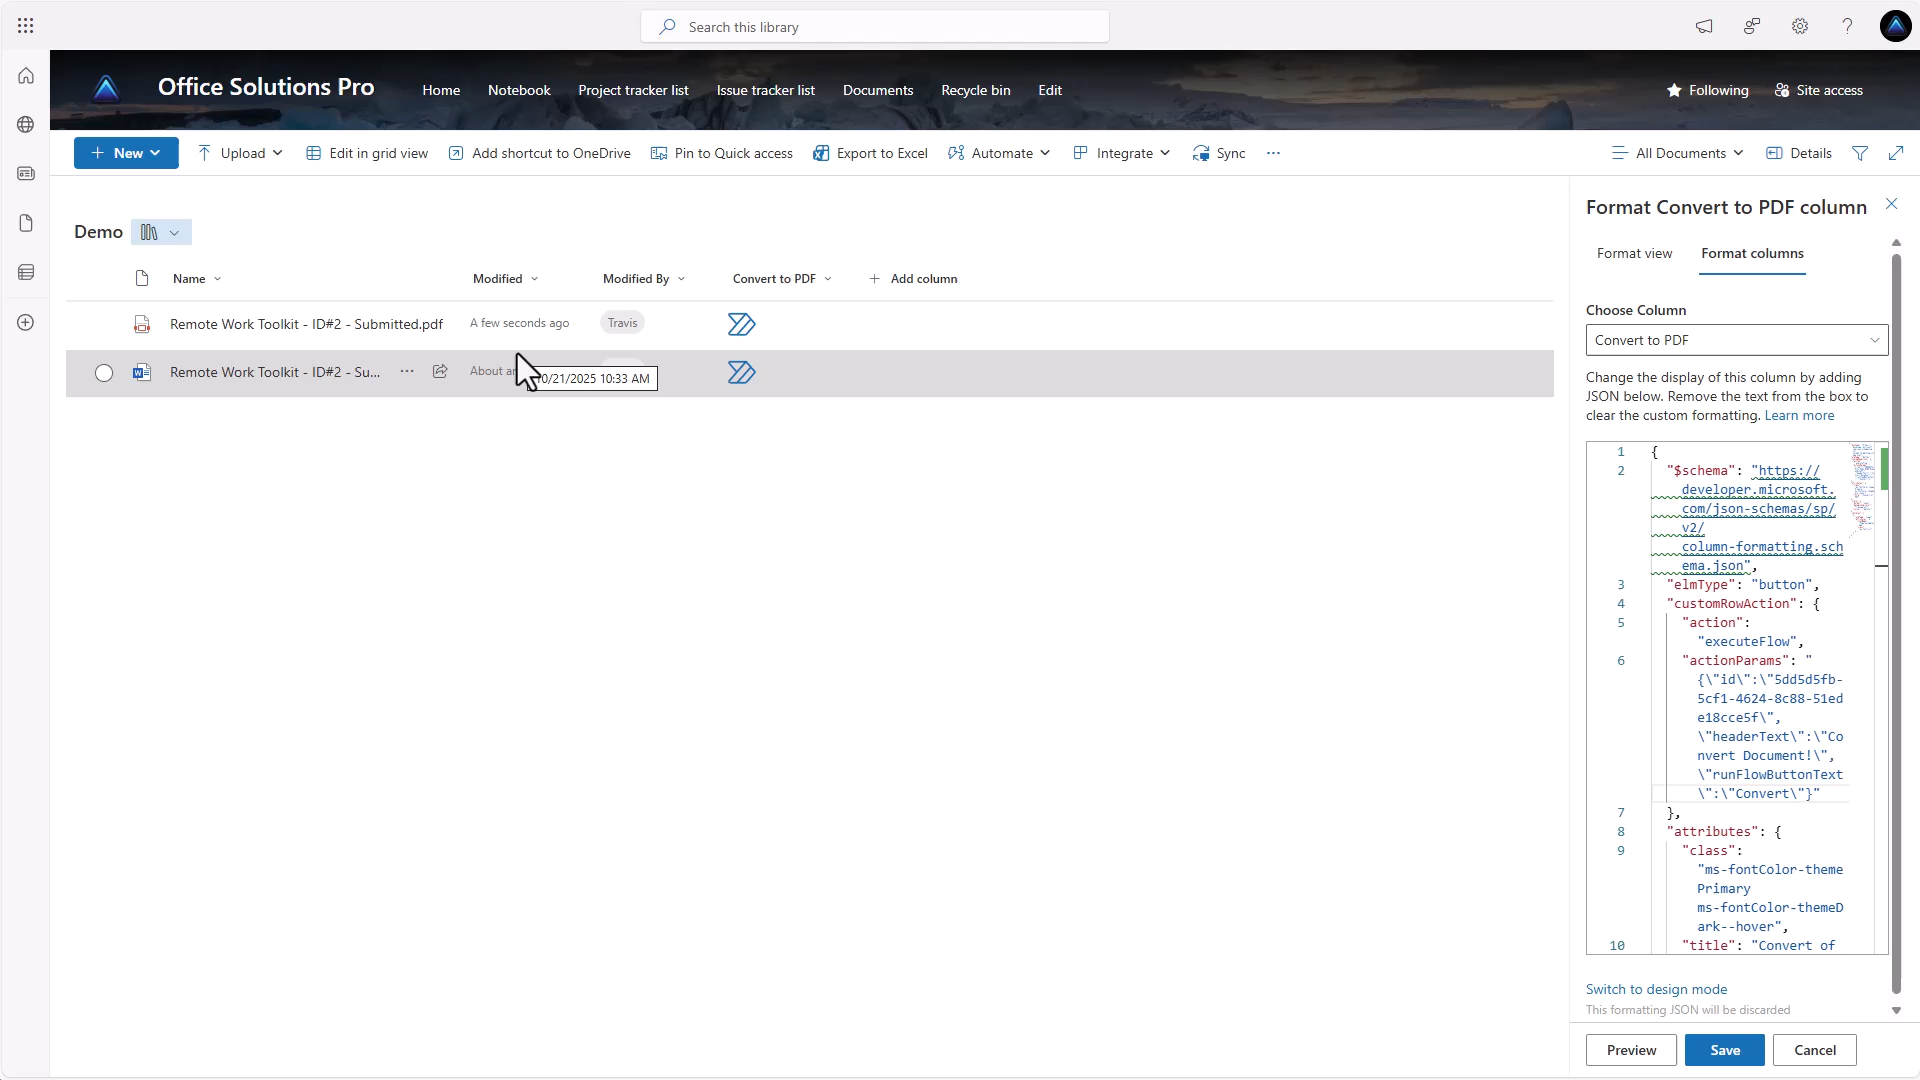 Search this library
Office Solutions Pro
Home
Notebook
Project tracker list
Issue tracker list
Documents
Recycle bin
Edit
Following
Site access
New
Upload
Edit in grid view
Add shortcut to OneDrive
Pin to Quick access
Export to Excel
Automate
Integrate
Sync
All Documents
Details
Demo
Name
Modified
Modified By
Convert to PDF
Add column
Remote Work Toolkit - ID#2 - Submitted.pdf
A few seconds ago
Travis
Remote Work Toolkit - ID#2 - Su...
About
10/21/2025 10:33 AM
Format Convert to PDF column
Format view
Format columns
Choose Column
Convert to PDF
Change the display of this column by adding
JSON below. Remove the text from the box to
clear the custom formatting. Learn more
1 {
2 "$schema": "https://
developer.microsoft.
com/json-schemas/sp/
v2/
column-formatting.sch
ema.json",
3 "elmType": "button",
4 "customRowAction": {
5 "action":
"executeFlow",
6 "actionParams": "
{\"id\":\"5dd5d5fb-
5cf1-4624-8c88-51ed
e18cce5f\",
\"headerText\":\"Co
nvert Document!\",
\"runFlowButtonText
\":\"Convert\"}"
7 },
8 "attributes": {
9 "class":
"ms-fontColor-theme
Primary
ms-fontColor-themeD
ark--hover",
10 "title": "Convert of
Switch to design mode
This formatting JSON will be discarded
Preview
Save
Cancel